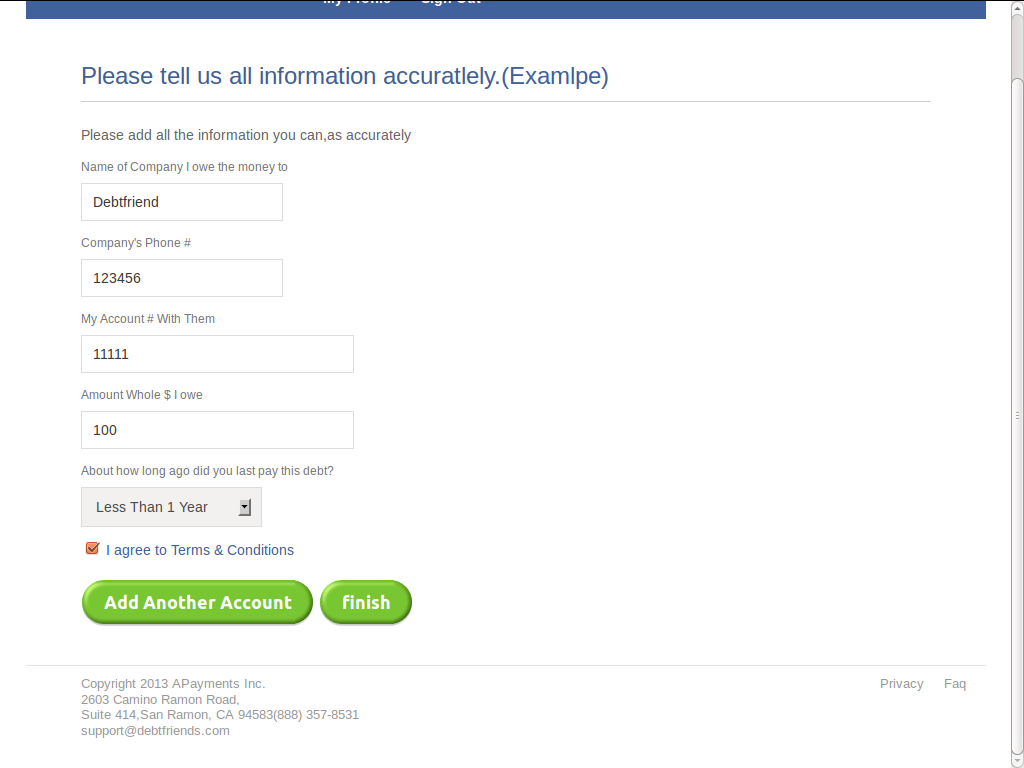 My Profile Sign Out
Please tell us all information accuratlely.(Examlpe)
Please add all the information you can,as accurately
Name of Company I owe the money to
Debtfriend
Company's Phone #
123456
My Account # With Them
11111
Amount Whole $ I owe
100
About how long ago did you last pay this debt?
Less Than 1 Year
I agree to Terms & Conditions
Add Another Account finish
Copyright 2013 APayments Inc. Privacy Faq
2603 Camino Ramon Road,
Suite 414,San Ramon, CA 94583(888) 357-8531
support@debtfriends.com